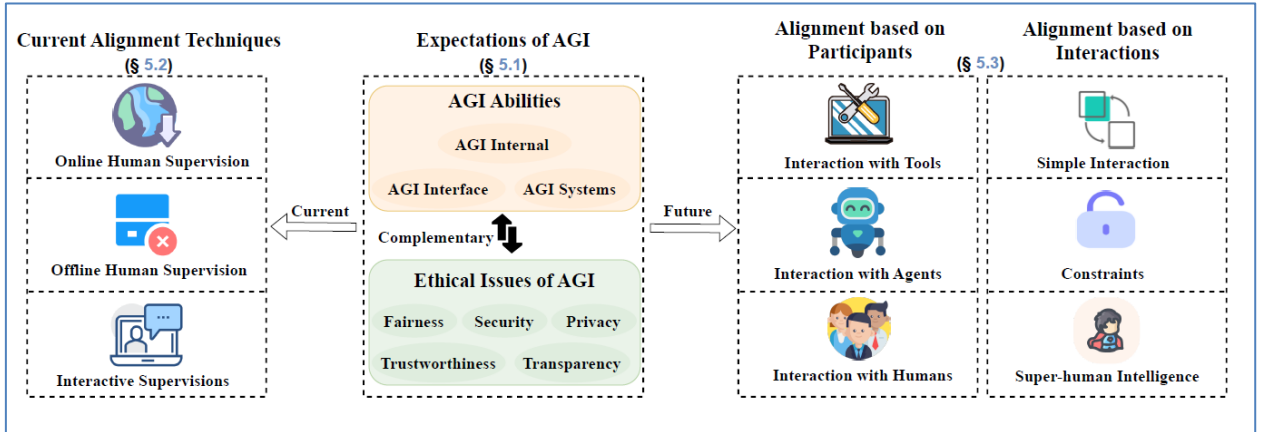 Current Alignment Techniques
(§ 5.2)
Online Human Supervision
Offline Human Supervision
Interactive Supervisions
Current
Expectations of AGI
(§ 5.1)
AGI Abilities
AGI Internal
AGI Interface
AGI Systems
Complementary
Ethical Issues of AGI
Fairness
Security
Privacy
Trustworthiness
Transparency
Future
Alignment based on
Participants
(§ 5.3)
Interaction with Tools
Interaction with Agents
Interaction with Humans
Alignment based on
Interactions
Simple Interaction
Constraints
Super-human Intelligence